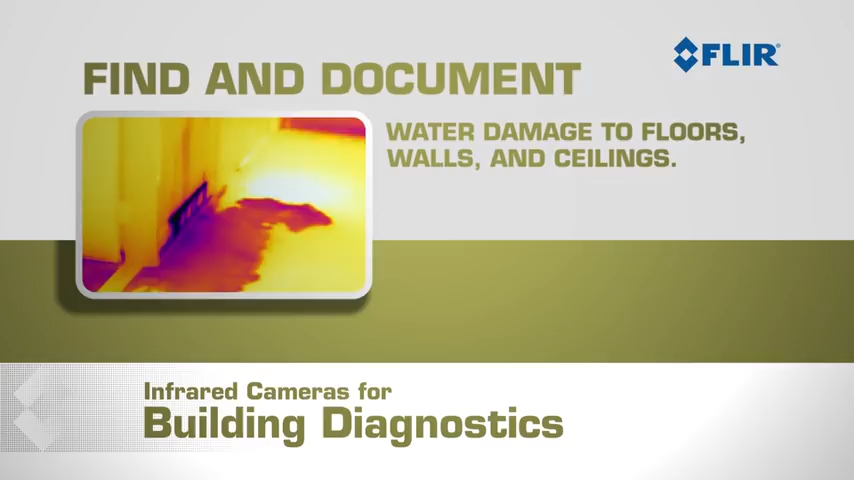 FLIR
FIND AND DOCUMENT
WATER DAMAGE TO FLOORS,
WALLS, AND CEILINGS.
Infrared Cameras for
Building Diagnostics